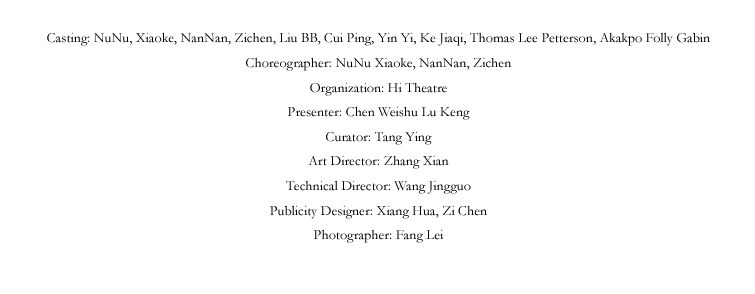 Casting: NuNu, Xiaoke, NanNan, Zichen, Liu BB, Cui Ping, Yin Yi, Ke Jiaqi, Thomas Lee Petterson, Akakpo Folly Gabin
Choreographer: NuNu Xiaoke, NanNan, Zichen
Organization: Hi Theatre
Presenter: Chen Weishu Lu Keng
Curator: Tang Ying
Art Director: Zhang Xian
Technical Director: Wang Jingguo
Publicity Designer: Xiang Hua, Zi Chen
Photographer: Fang Lei